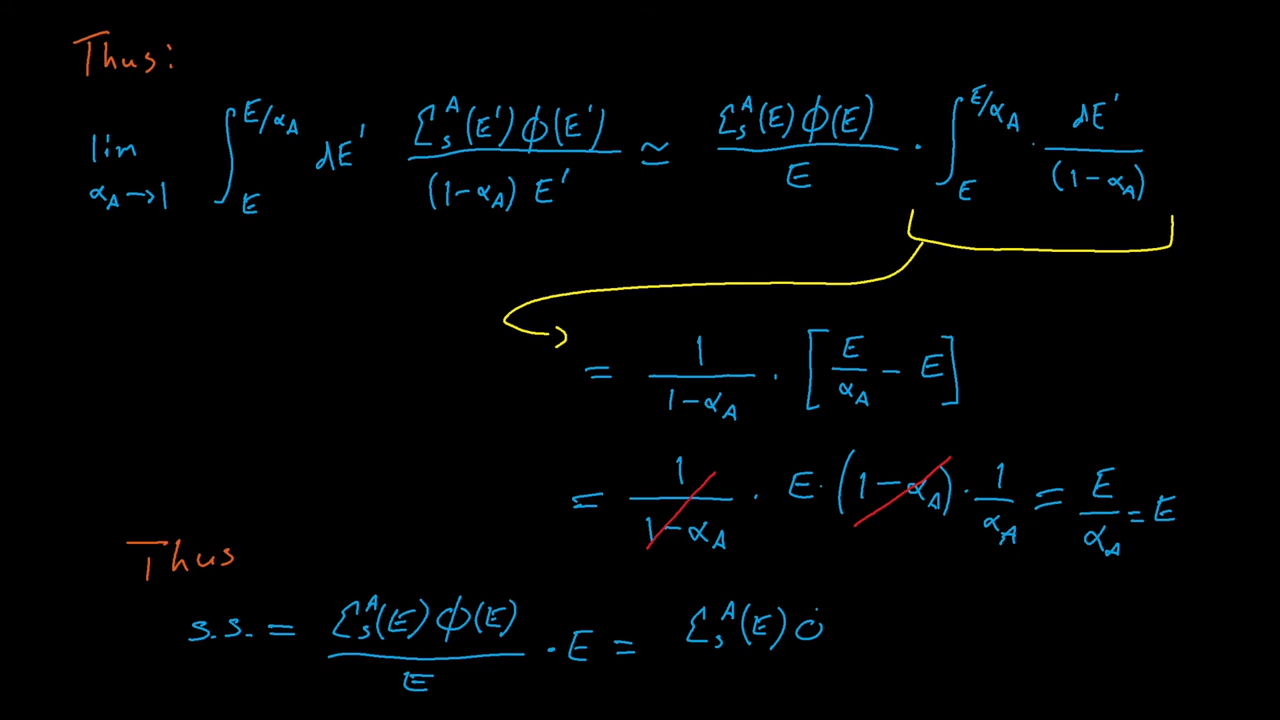 Thus:
lim_{α_A→1} ∫_E^{E/α_A} dE' Σ_s^A(E')ϕ(E') / (1-α_A) E' ≃ Σ_s^A(E)ϕ(E) / E · ∫_E^{E/α_A} · dE' / (1-α_A)
= 1 / 1-α_A · [E/α_A - E]
= 1 / 1-α_A · E · (1-α_A) · 1/α_A = E/α_A = E
Thus
s.s. = Σ_s^A(E)ϕ(E) / E · E = Σ_s^A(E)